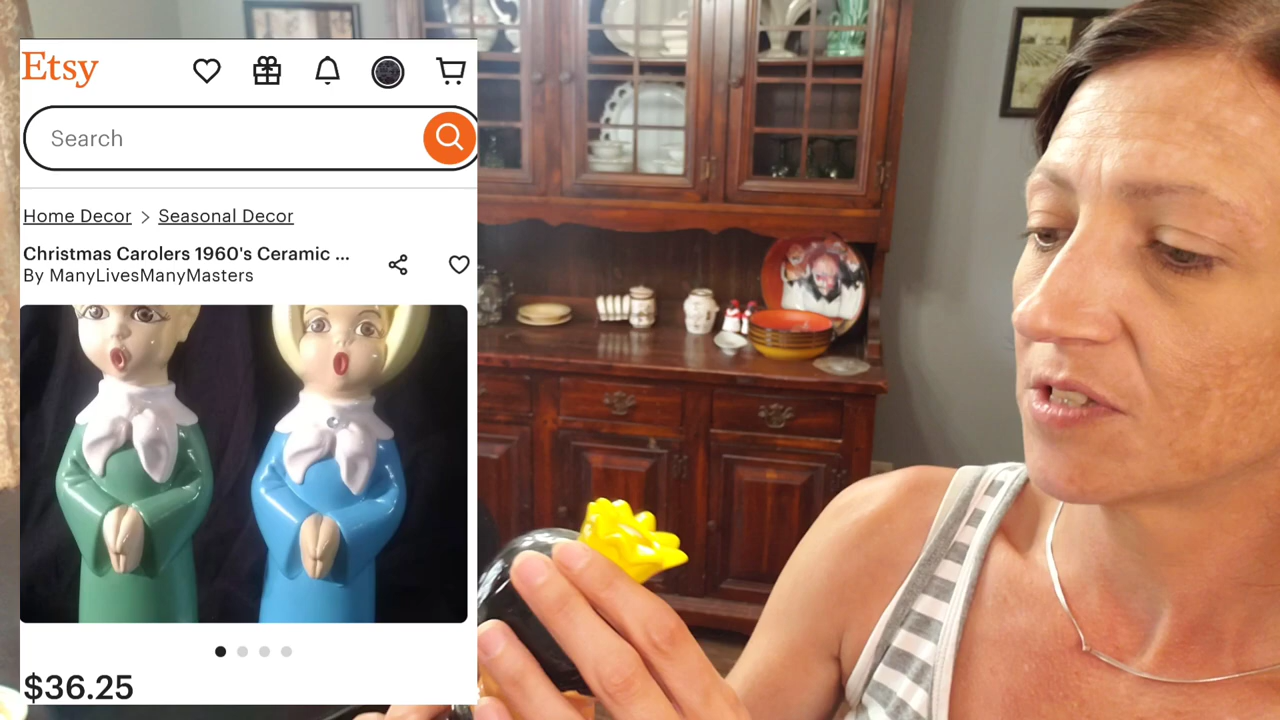 Etsy
Search
Home Decor > Seasonal Decor
Christmas Carolers 1960's Ceramic ...
By ManyLivesManyMasters
$36.25